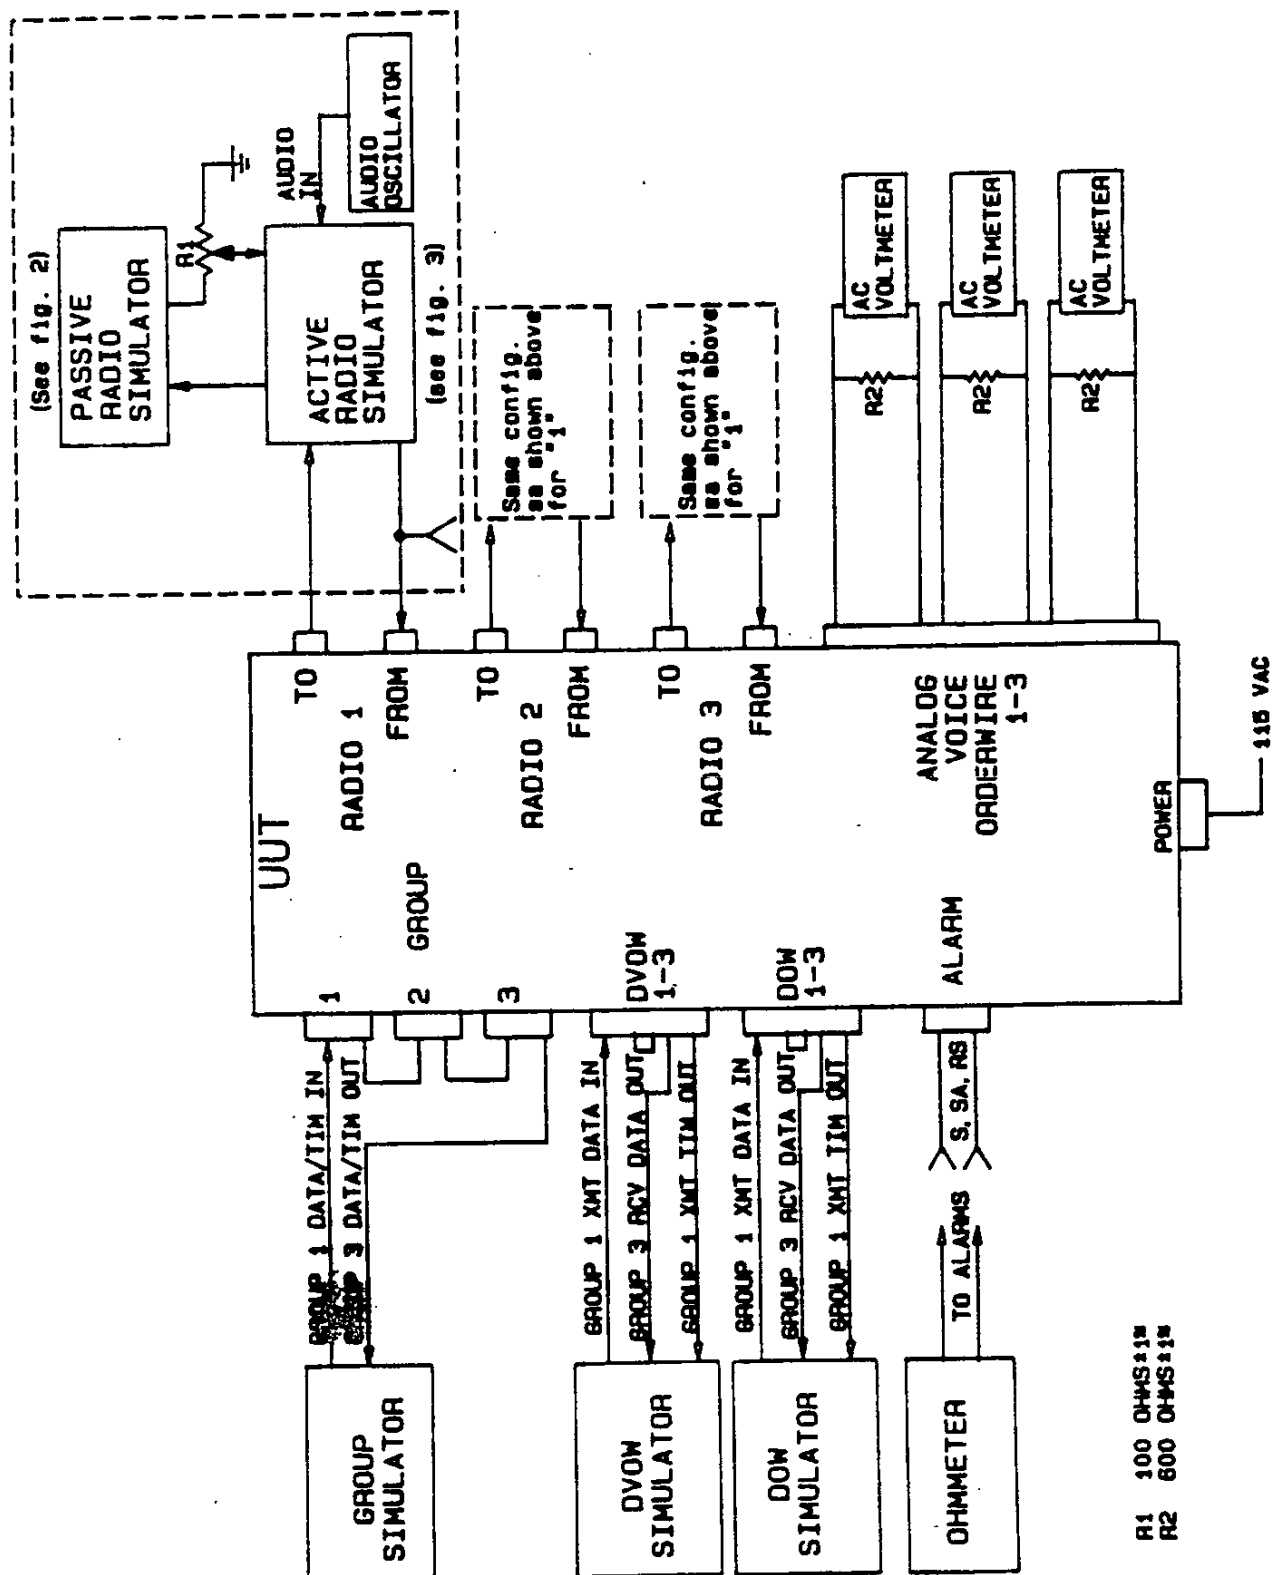 GROUP
SIMULATOR
GROUP 1 DATA/TIM IN
GROUP 3 DATA/TIM OUT
DVOW
SIMULATOR
GROUP 1 XMT DATA IN
GROUP 3 RCV DATA OUT
GROUP 1 XMT TIM OUT
DOW
SIMULATOR
GROUP 1 XMT DATA IN
GROUP 3 RCV DATA OUT
GROUP 1 XMT TIM OUT
OHMMETER
TO ALARMS
S, SA, RS
R1 100 OHMS±1%
R2 600 OHMS±1%
UUT
1
2
3
GROUP
DVOW
1-3
DOW
1-3
ALARM
TO
RADIO 1
FROM
TO
RADIO 2
FROM
TO
RADIO 3
FROM
ANALOG
VOICE
ORDERWIRE
1-3
POWER
115 VAC
(See fig. 2)
PASSIVE
RADIO
SIMULATOR
R1
ACTIVE
RADIO
SIMULATOR
(see fig. 3)
AUDIO
IN
AUDIO
OSCILLATOR
Same config.
as shown above
for "1"
Same config.
as shown above
for "1"
R2
AC
VOLTMETER
R2
AC
VOLTMETER
R2
AC
VOLTMETER